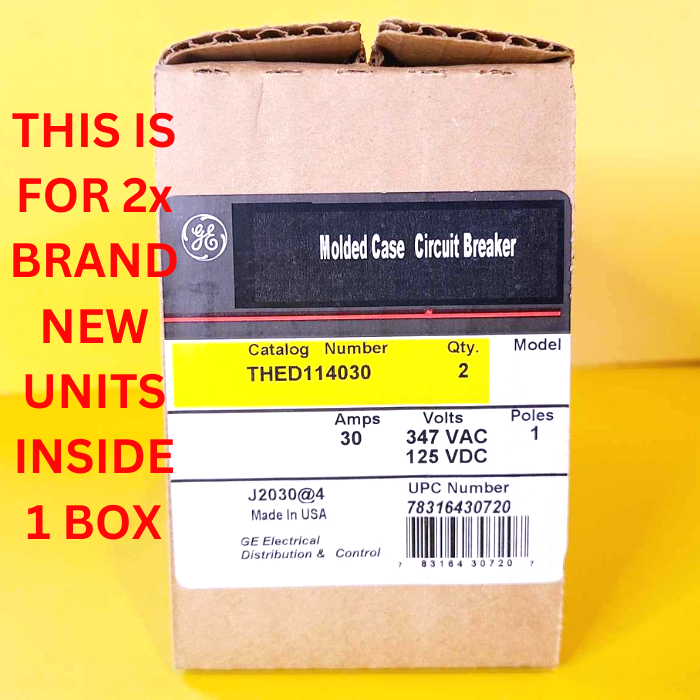 THIS IS
FOR 2x
BRAND
NEW
UNITS
INSIDE
1 BOX
GE
Molded Case Circuit Breaker
Catalog Number Qty. Model
THED114030 2
Amps Volts Poles
30 347 VAC 1
125 VDC
J2030@4 UPC Number
Made In USA 78316430720
GE Electrical
Distribution & Control
7 83164 30720 7